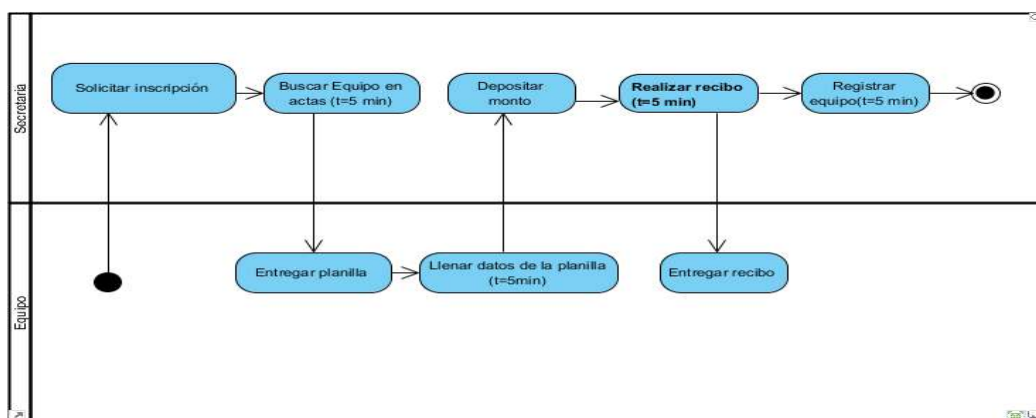 Secretaria
Solicitar inscripción
Buscar Equipo en
actas (t=5 min)
Depositar
monto
Realizar recibo
(t=5 min)
Registrar
equipo(t=5 min)
Equipo
Entregar planilla
Llenar datos de la planilla
(t=5min)
Entregar recibo